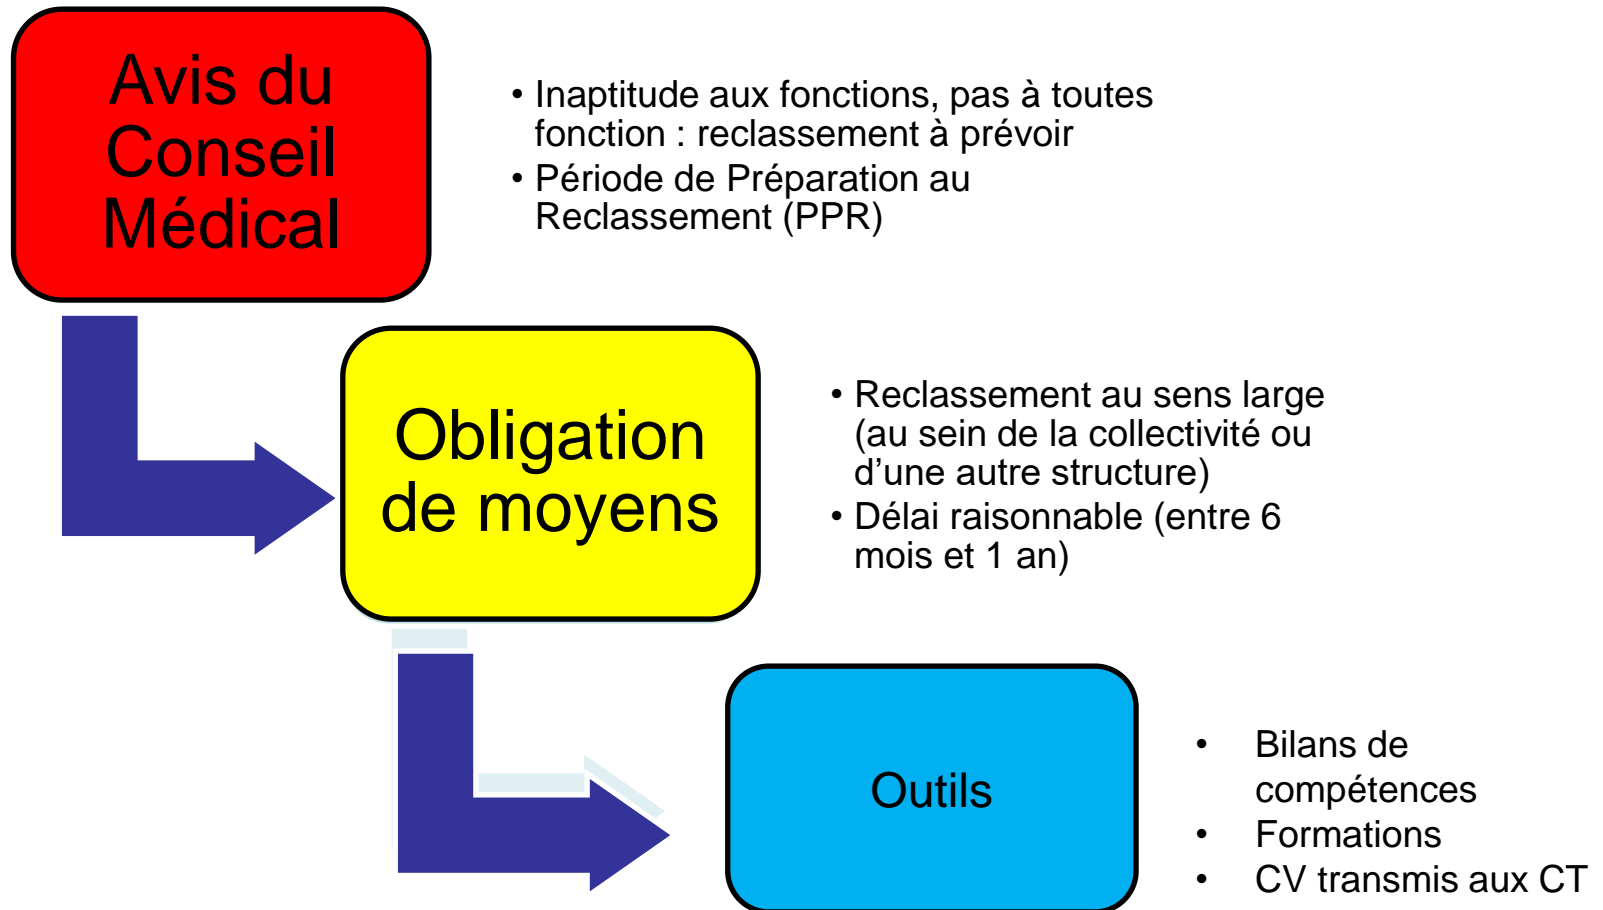 Avis du
Conseil
Médical
• Inaptitude aux fonctions, pas à toutes
fonction : reclassement à prévoir
• Période de Préparation au
Reclassement (PPR)
Obligation
de moyens
• Reclassement au sens large
(au sein de la collectivité ou
d'une autre structure)
• Délai raisonnable (entre 6
mois et 1 an)
Outils
• Bilans de
compétences
• Formations
• CV transmis aux CT